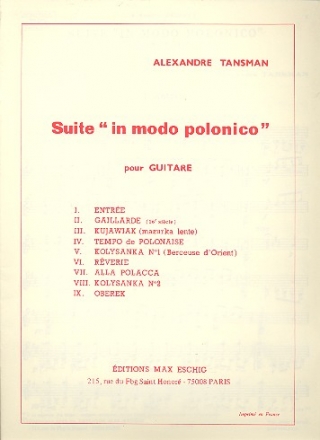 ALEXANDRE TANSMAN
Suite "in modo polonico"
pour GUITARE
I. ENTRÉE
II. GAILLARDE (16e siècle)
III. KUJAWIAK (mazurka lente)
IV. TEMPO de POLONAISE
V. KOLYSANKA N°1 (Berceuse d'Orient)
VI. RÊVERIE
VII. ALLA POLACCA
VIII. KOLYSANKA N°2
IX. OBEREK
ÉDITIONS MAX ESCHIG
215, rue du Fbg Saint Honoré - 75008 PARIS
Imprimé en France